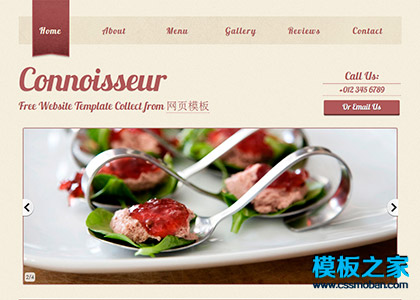 Home About Menu Gallery Reviews Contact
Connoisseur
Free Website Template Collect from 网页模板
Call Us:
+012 345 6789
Or Email Us
2/4
模板之家
www.cssmoban.com